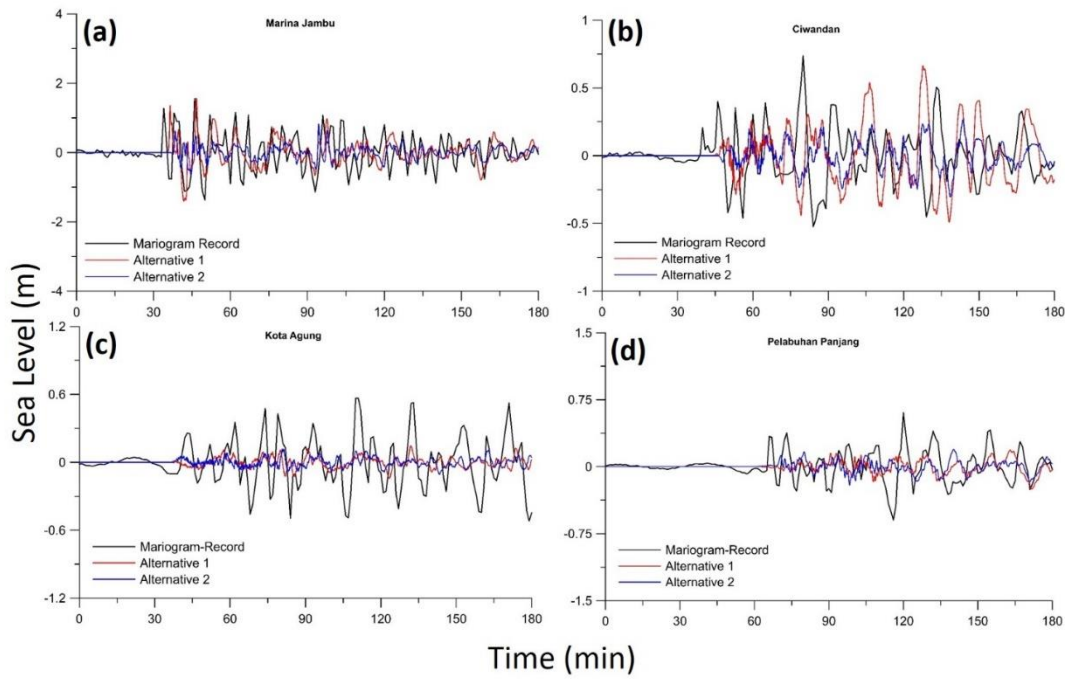 (a)
Marina Jambu
4
2
0
-2
-4
Mariogram Record
Alternative 1
Alternative 2
0 30 60 90 120 150 180
(b)
Ciwandan
1
0.5
0
-0.5
-1
Mariogram Record
Alternative 1
Alternative 2
0 30 60 90 120 150 180
(c)
Kota Agung
1.2
0.6
0
-0.6
-1.2
Mariogram-Record
Alternative 1
Alternative 2
0 30 60 90 120 150 180
(d)
Pelabuhan Panjang
1.5
0.75
0
-0.75
-1.5
Mariogram-Record
Alternative 1
Alternative 2
0 30 60 90 120 150 180
Sea Level (m)
Time (min)